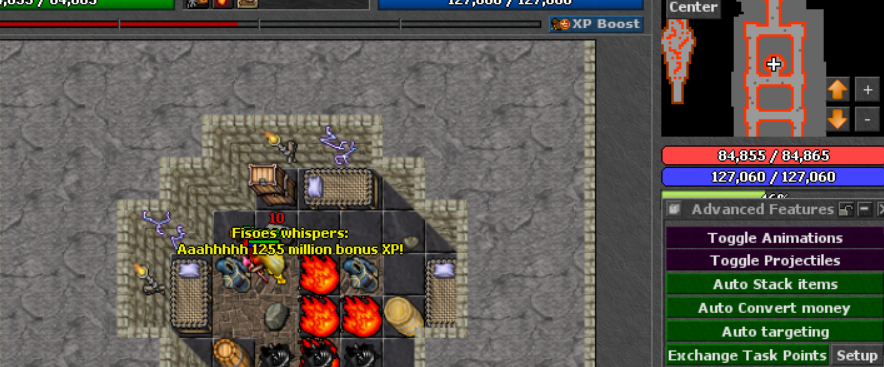 127,060 / 127,060
XP Boost
Center
+
-
84,855 / 84,865
127,060 / 127,060
Advanced Features
10
Fisoes whispers:
Aaahhhhh 1255 million bonus XP!
Toggle Animations
Toggle Projectiles
Auto Stack items
Auto Convert money
Auto targeting
Exchange Task Points
Setup